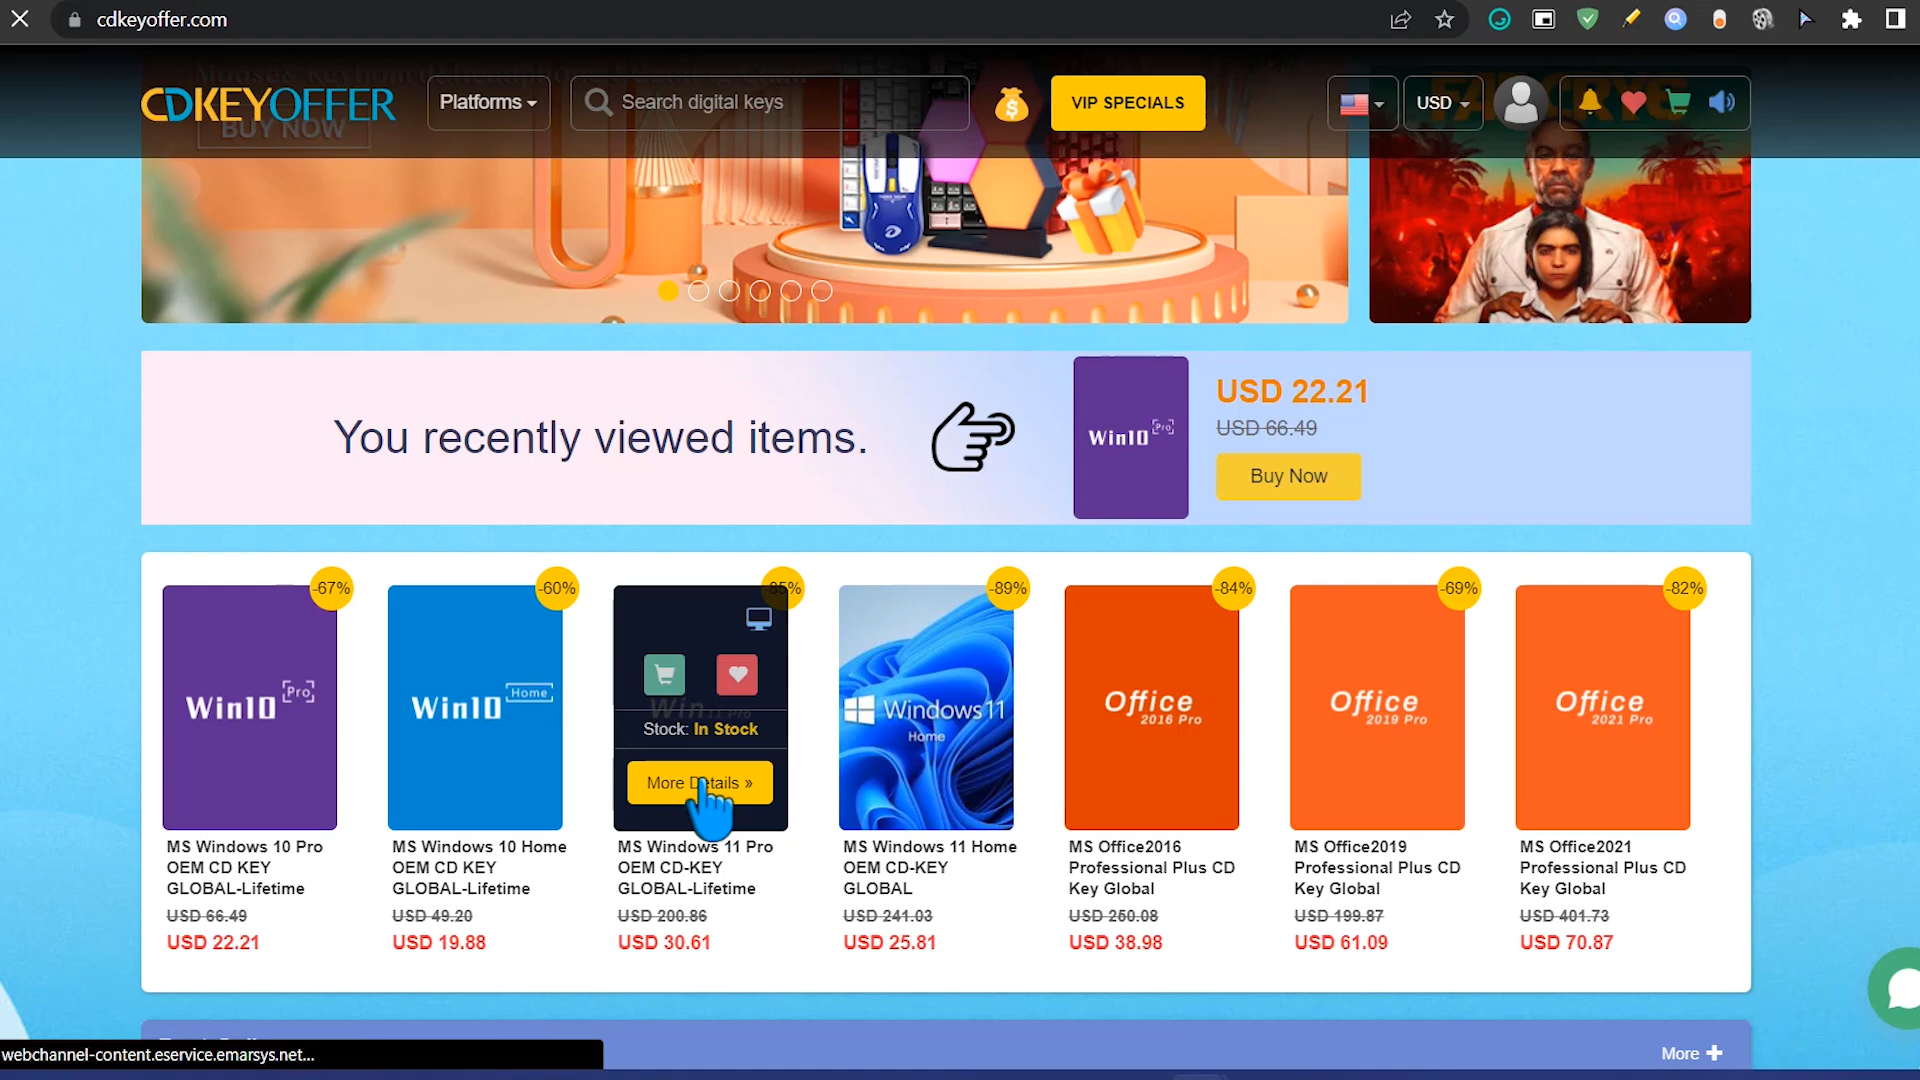 cdkeyoffer.com
CDKEYOFFER
Platforms
Search digital keys
VIP SPECIALS
USD
BUY NOW
You recently viewed items.
Win10 [Pro]
USD 22.21
USD 66.49
Buy Now
-67%
Win10 [Pro]
MS Windows 10 Pro
OEM CD KEY
GLOBAL-Lifetime
USD 66.49
USD 22.21
-60%
Win10 [Home]
MS Windows 10 Home
OEM CD KEY
GLOBAL-Lifetime
USD 49.20
USD 19.88
-85%
Win 11 Pro
Stock: In Stock
More Details »
MS Windows 11 Pro
OEM CD-KEY
GLOBAL-Lifetime
USD 200.86
USD 30.61
-89%
Windows 11
Home
MS Windows 11 Home
OEM CD-KEY
GLOBAL
USD 241.03
USD 25.81
-84%
Office
2016 Pro
MS Office2016
Professional Plus CD
Key Global
USD 250.08
USD 38.98
-69%
Office
2019 Pro
MS Office2019
Professional Plus CD
Key Global
USD 199.87
USD 61.09
-82%
Office
2021 Pro
MS Office2021
Professional Plus CD
Key Global
USD 401.73
USD 70.87
More +
webchannel-content.eservice.emarsys.net...